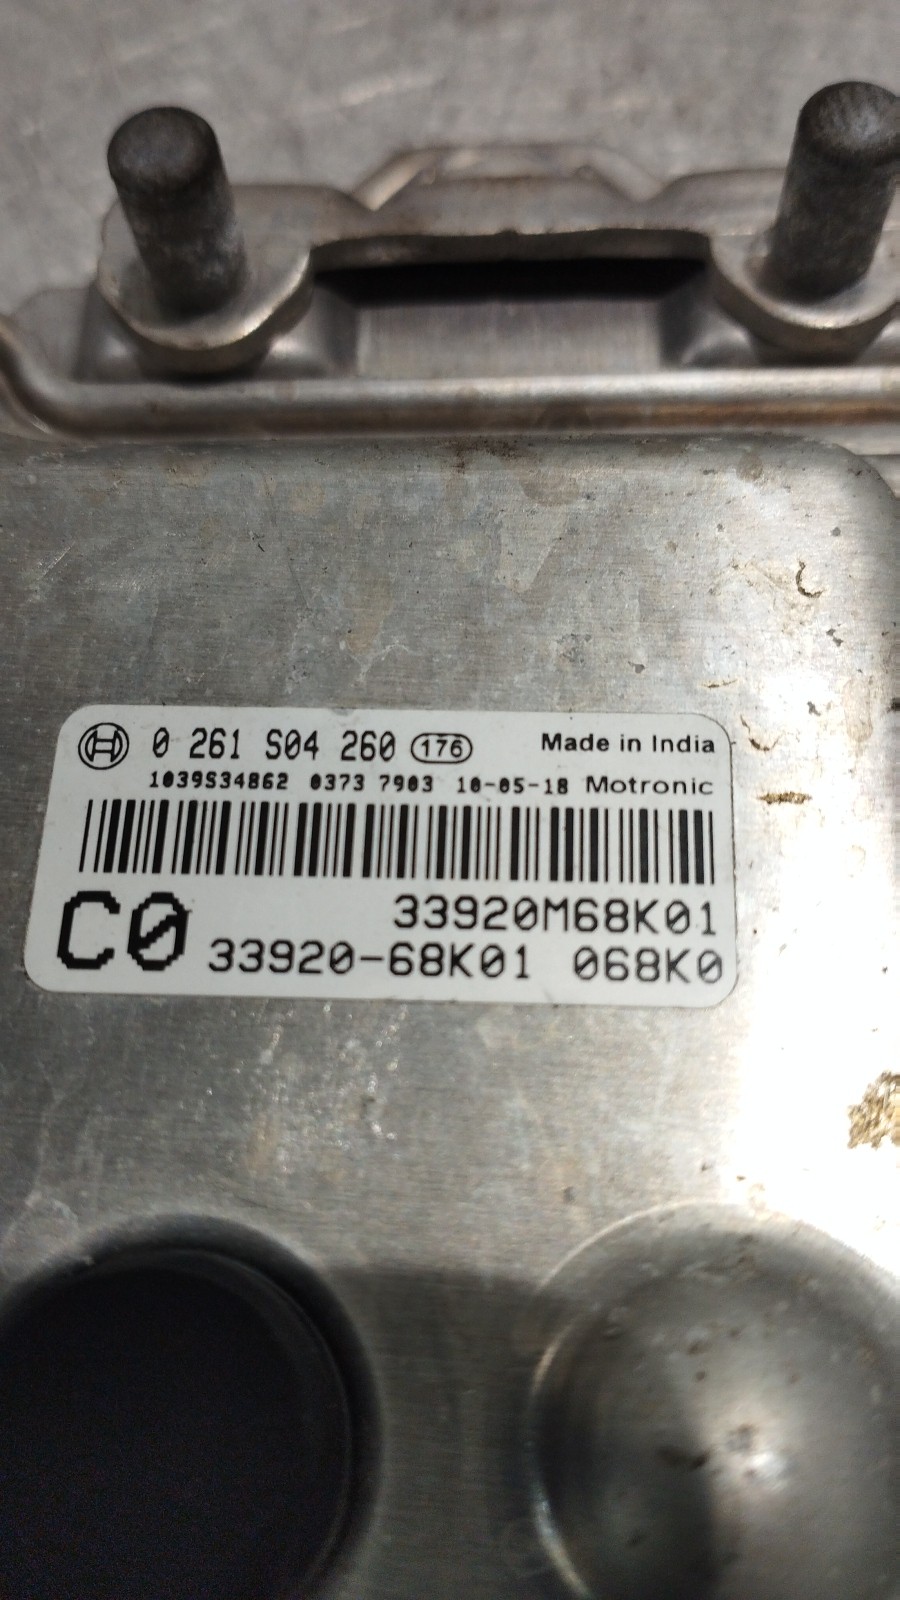 0 261 S04 260 176 Made in India
1039S34862 0373 7903 10-05-18 Motronic
C0 33920M68K01
33920-68K01 068K0